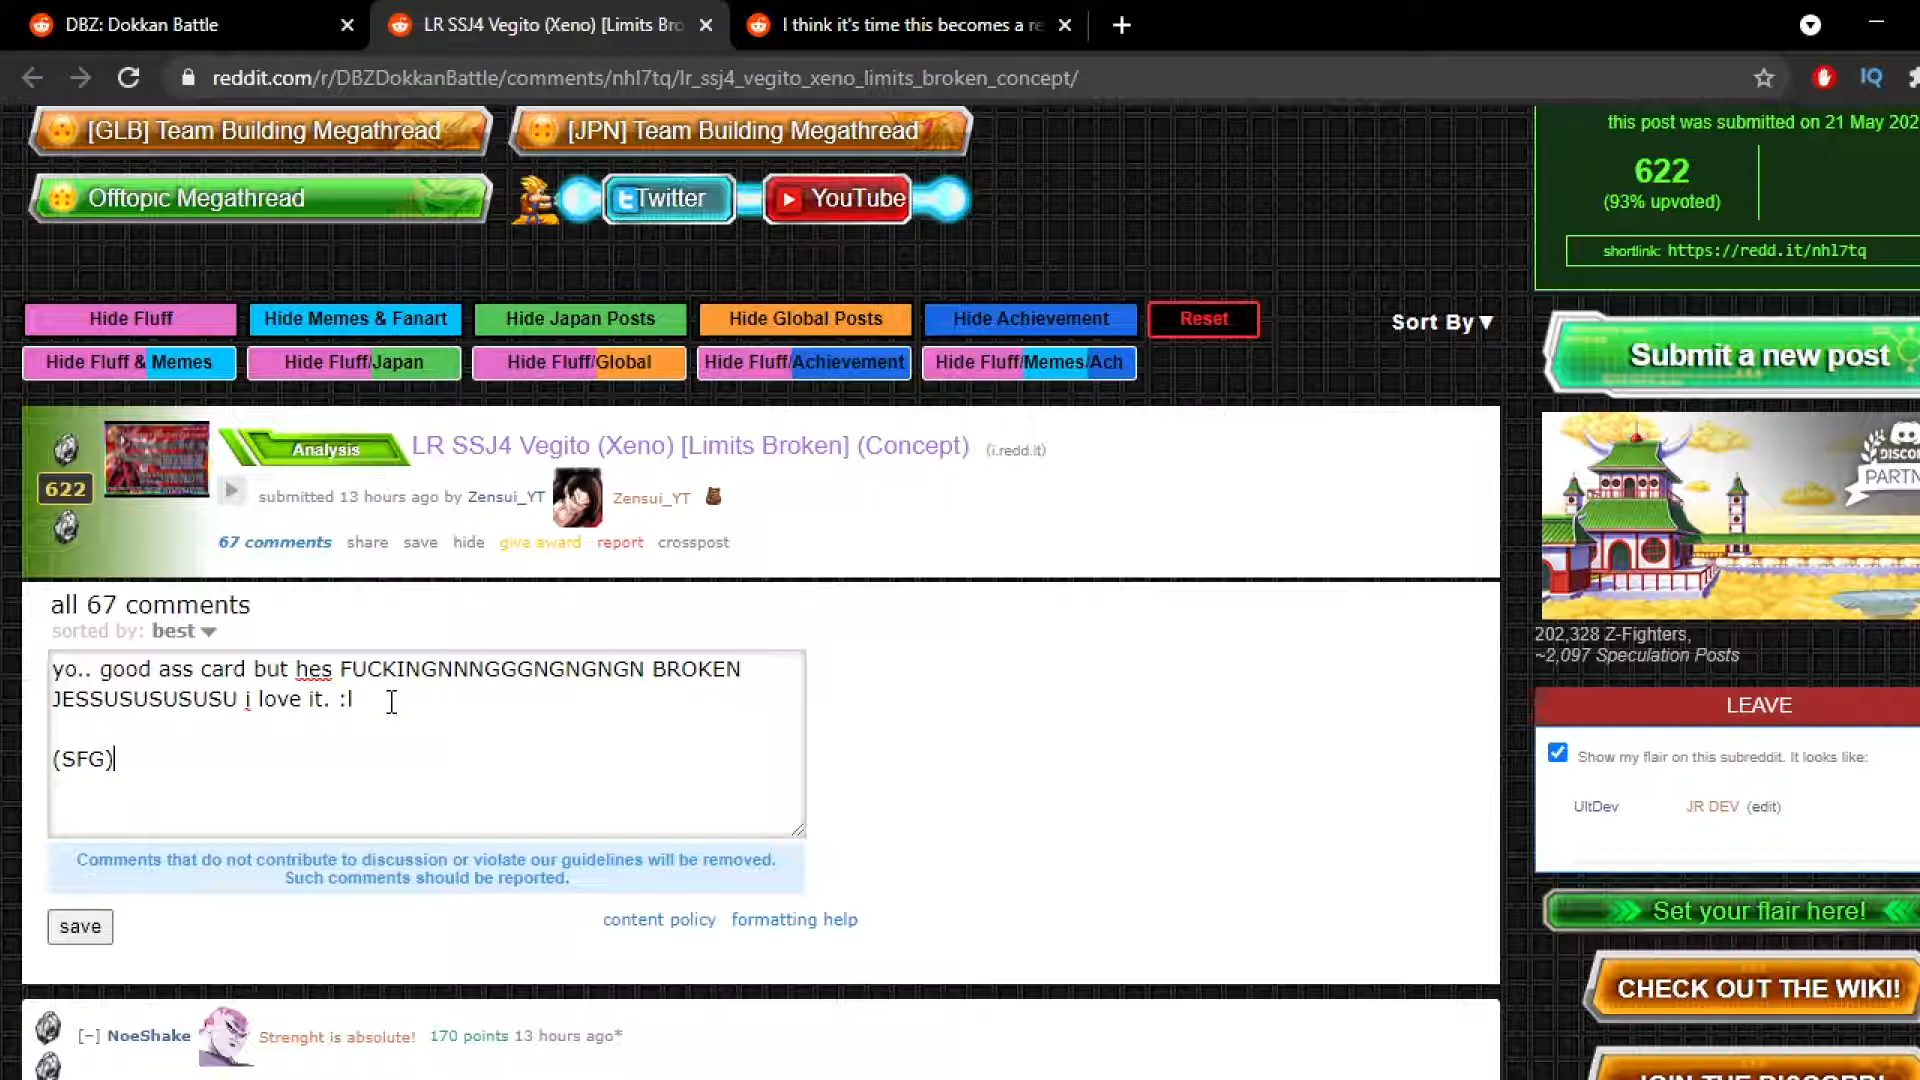 DBZ: Dokkan Battle
LR SSJ4 Vegito (Xeno) [Limits Bro
I think it's time this becomes a re
reddit.com/r/DBZDokkanBattle/comments/nhl7tq/lr_ssj4_vegito_xeno_limits_broken_concept/
IQ
[GLB] Team Building Megathread
[JPN] Team Building Megathread
Offtopic Megathread
Twitter
YouTube
this post was submitted on 21 May 202
622
(93% upvoted)
shortlink: https://redd.it/nhl7tq
Hide Fluff
Hide Memes & Fanart
Hide Japan Posts
Hide Global Posts
Hide Achievement
Reset
Sort By▼
Hide Fluff & Memes
Hide Fluff/Japan
Hide Fluff/Global
Hide Fluff/Achievement
Hide Fluff/Memes/Ach
Submit a new post
622
Analysis
LR SSJ4 Vegito (Xeno) [Limits Broken] (Concept) (i.redd.it)
submitted 13 hours ago by Zensui_YT
Zensui_YT
67 comments share save hide give award report crosspost
DISCO
PARTN
all 67 comments
sorted by: best
yo.. good ass card but hes FUCKINGNNNGGGNGNGNGN BROKEN
JESSUSUSUSUSU i love it. :l
(SFG)
202,328 Z-Fighters,
~2,097 Speculation Posts
LEAVE
Show my flair on this subreddit. It looks like:
UltDev JR DEV (edit)
Comments that do not contribute to discussion or violate our guidelines will be removed.
Such comments should be reported.
save
content policy formatting help
Set your flair here!
CHECK OUT THE WIKI!
[–] NoeShake Strenght is absolute! 170 points 13 hours ago*
JOIN THE DISCORD!